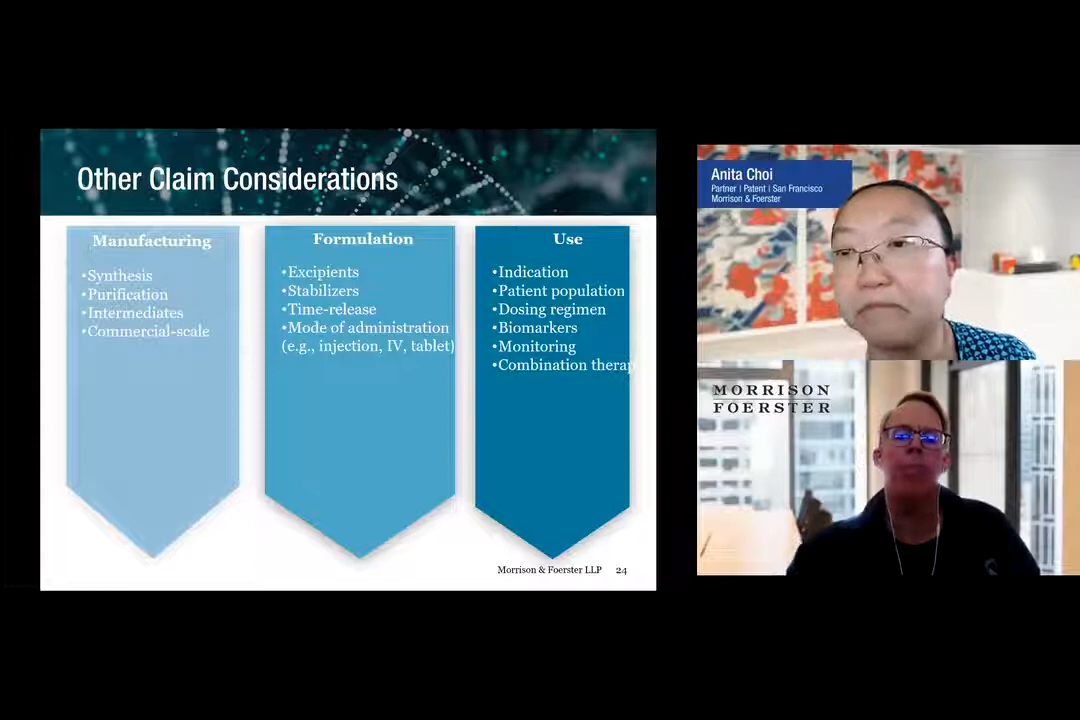 Other Claim Considerations
Manufacturing
•Synthesis
•Purification
•Intermediates
•Commercial-scale
Formulation
•Excipients
•Stabilizers
•Time-release
•Mode of administration
(e.g., injection, IV, tablet)
Use
•Indication
•Patient population
•Dosing regimen
•Biomarkers
•Monitoring
•Combination therap
Morrison & Foerster LLP 24
Anita Choi
Partner | Patent | San Francisco
Morrison & Foerster
MORRISON
FOERSTER